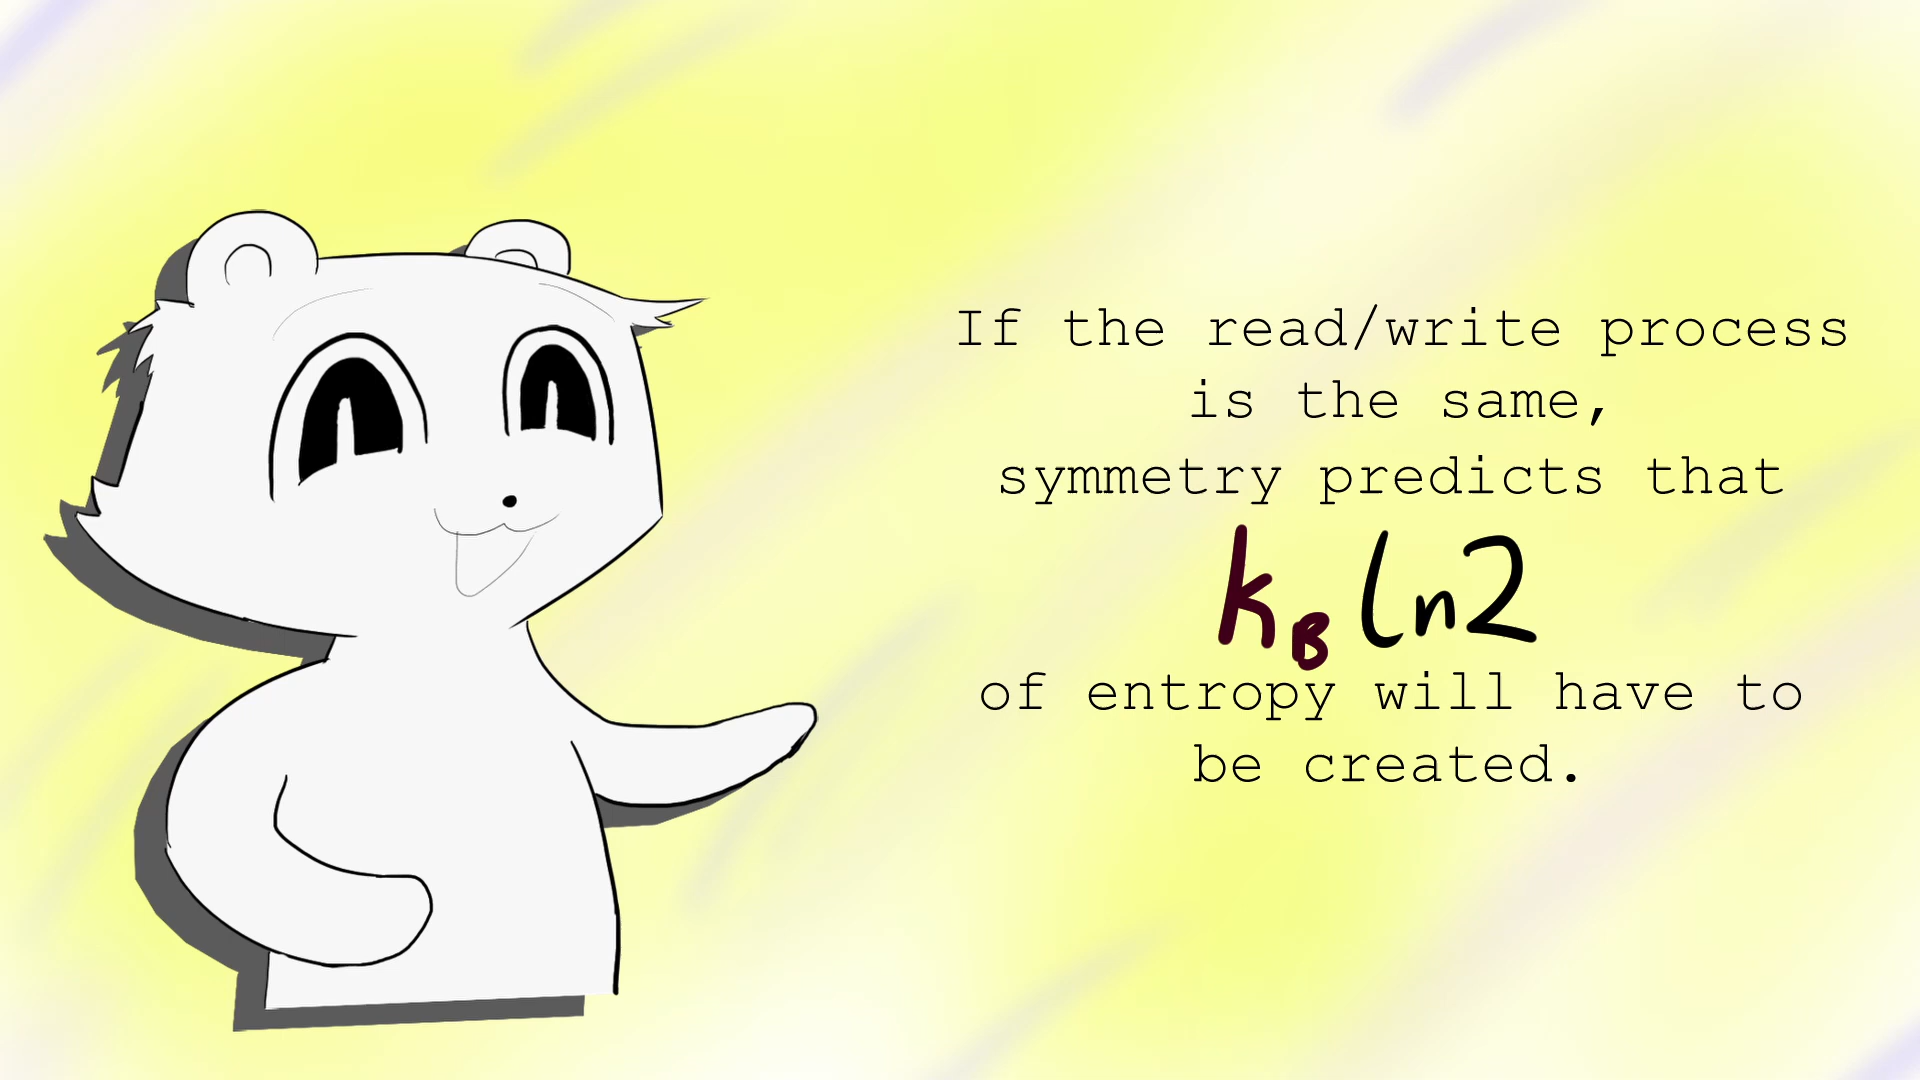 If the read/write process
is the same,
symmetry predicts that
k_B ln2
of entropy will have to
be created.